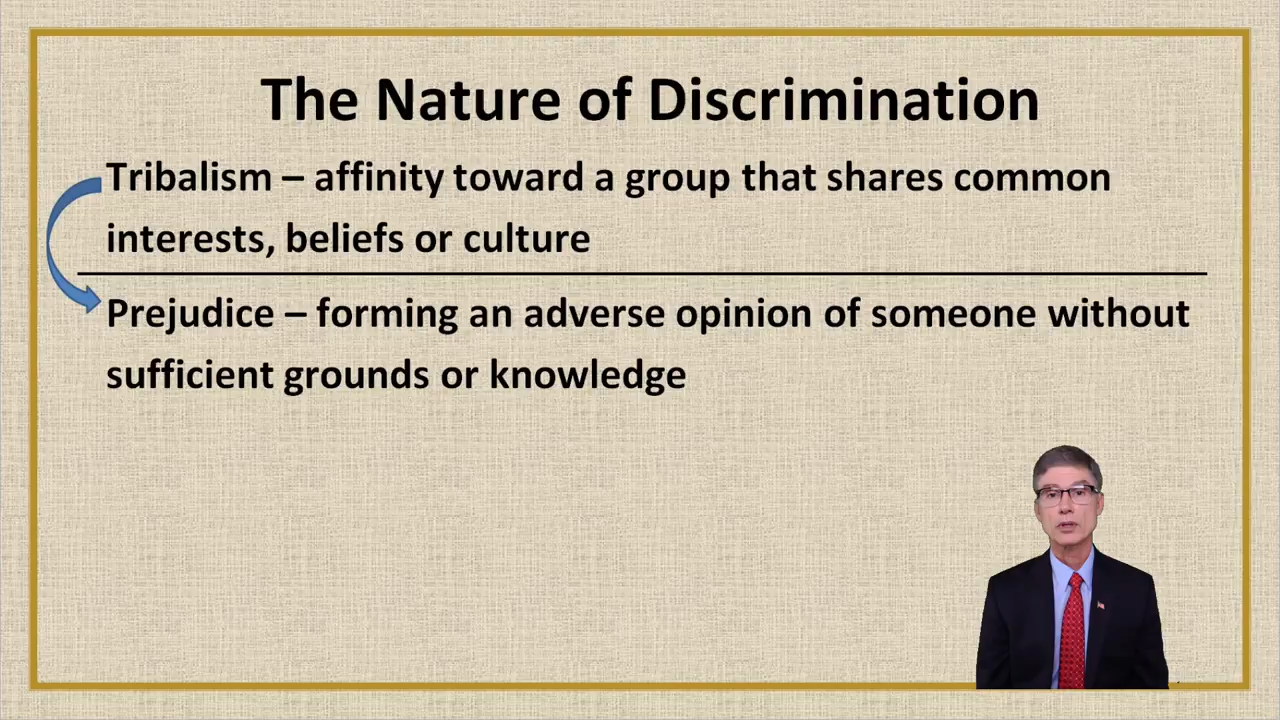 The Nature of Discrimination
Tribalism – affinity toward a group that shares common
interests, beliefs or culture
Prejudice – forming an adverse opinion of someone without
sufficient grounds or knowledge